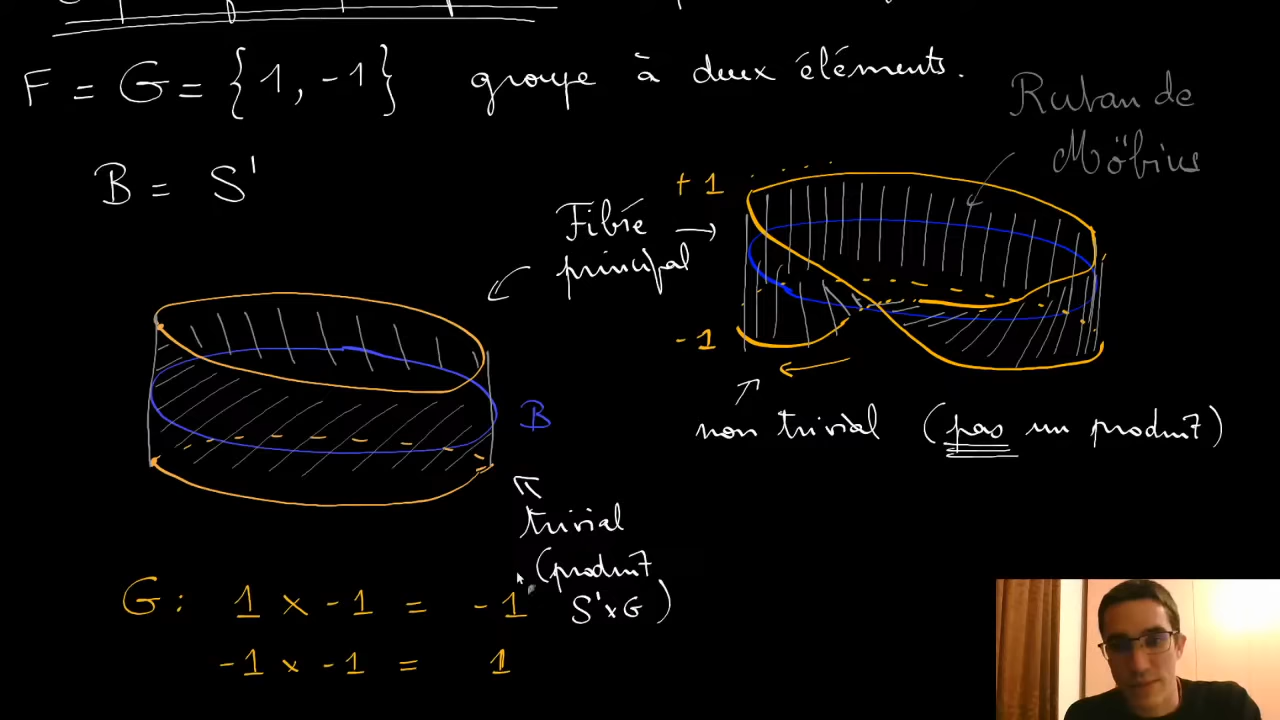 F = G = {1, -1} groupe à deux éléments.
Ruban de
Möbius
B = S¹
+1
Fibré
principal
-1
B
non trivial (pas un produit)
trivial
(produit
S¹xG)
G : 1 x -1 = -1
-1 x -1 = 1